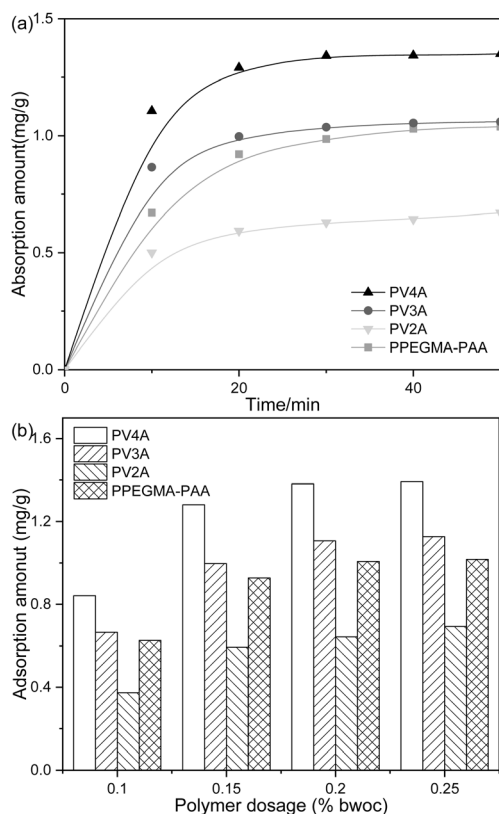 (a)
1.5
1.0
0.5
0.0
Absorption amount(mg/g)
PV4A
PV3A
PV2A
PPEGMA-PAA
0 20 40
Time/min
(b)
1.6
1.2
0.8
0.4
0.0
Adsorption amonut (mg/g)
PV4A
PV3A
PV2A
PPEGMA-PAA
0.1 0.15 0.2 0.25
Polymer dosage (% bwoc)